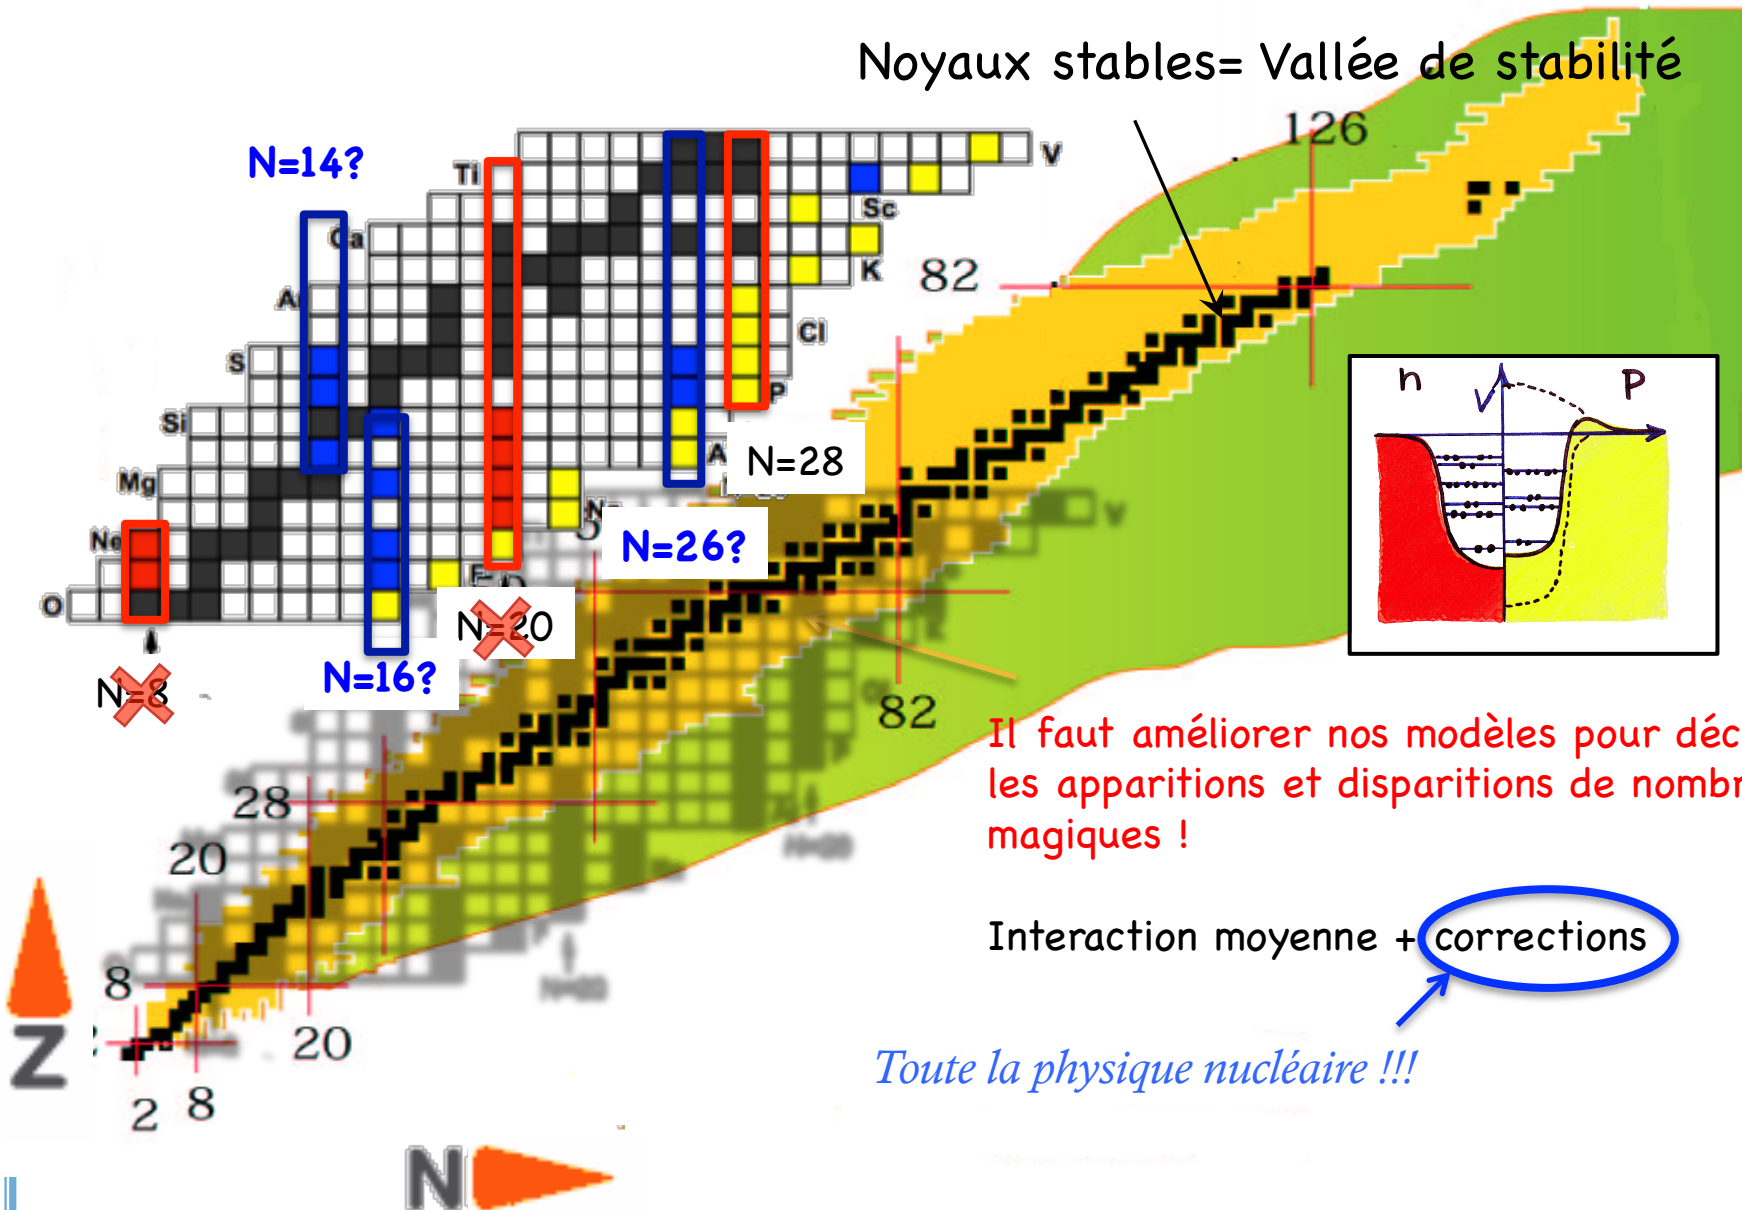 Noyaux stables= Vallée de stabilité
126
N=14?
Ti
V
Sc
Ca
K
82
A
Cl
S
P
n
V
p
Si
A
N=28
Mg
Ne
N=26?
V
F
O
N=20
N=8
N=16?
82
Il faut améliorer nos modèles pour déc
les apparitions et disparitions de nombr
magiques !
28
20
Interaction moyenne + corrections
8
20
Z
Toute la physique nucléaire !!!
2
8
N